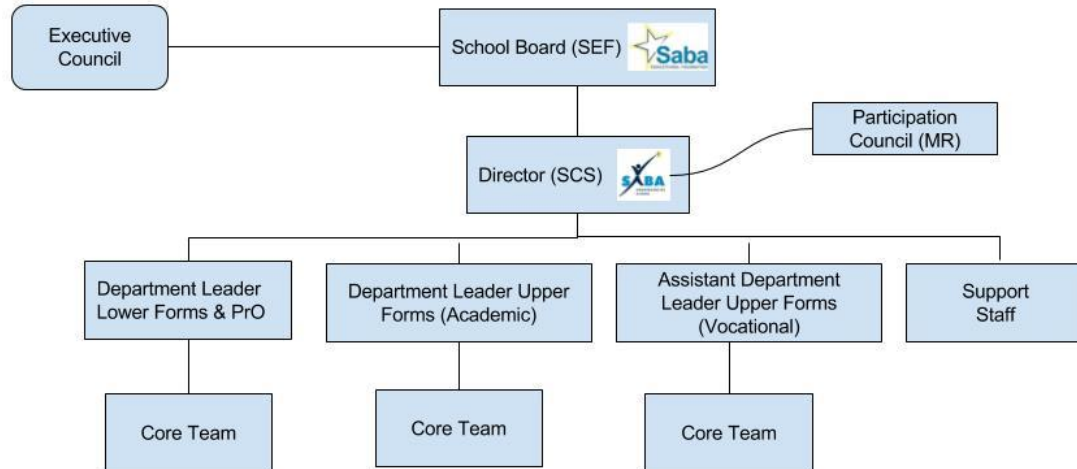 Executive
Council
School Board (SEF)
Saba
Participation
Council (MR)
Director (SCS)
SABA
Department Leader
Lower Forms & PrO
Department Leader Upper
Forms (Academic)
Assistant Department
Leader Upper Forms
(Vocational)
Support
Staff
Core Team
Core Team
Core Team